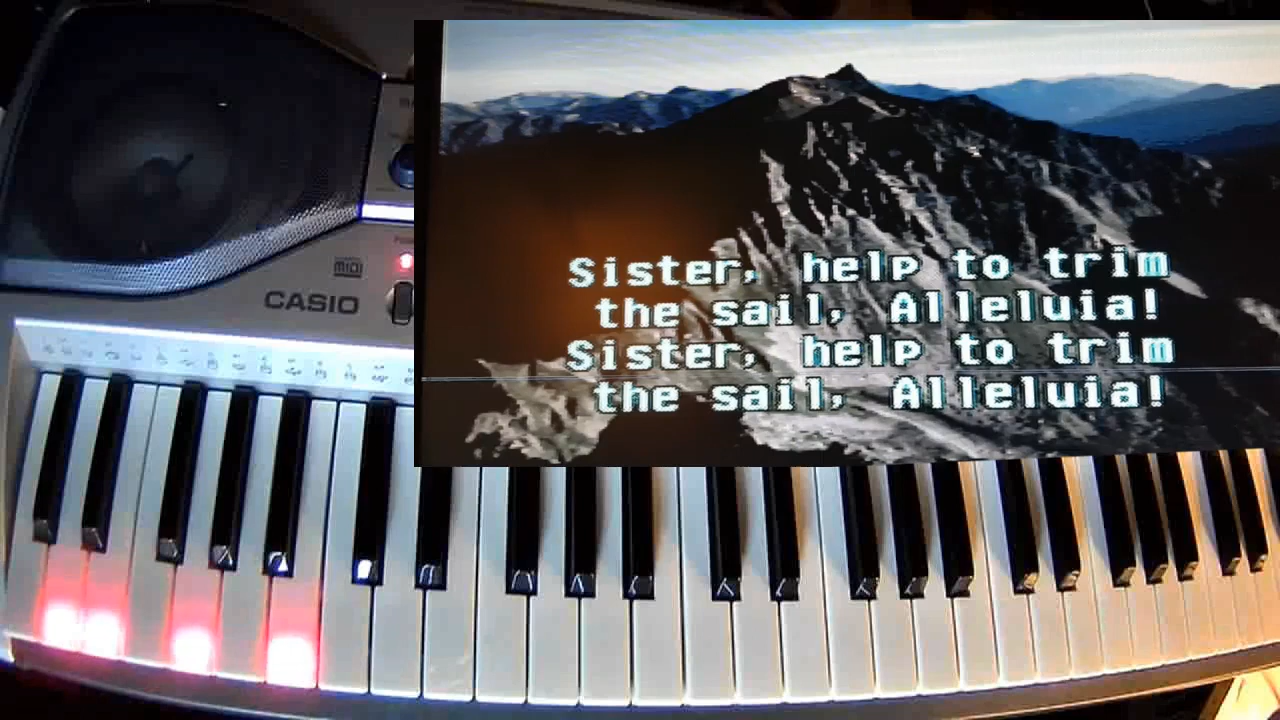 Sister, help to trim
the sail, Alleluia!
Sister, help to trim
the sail, Alleluia!
MIDI
CASIO